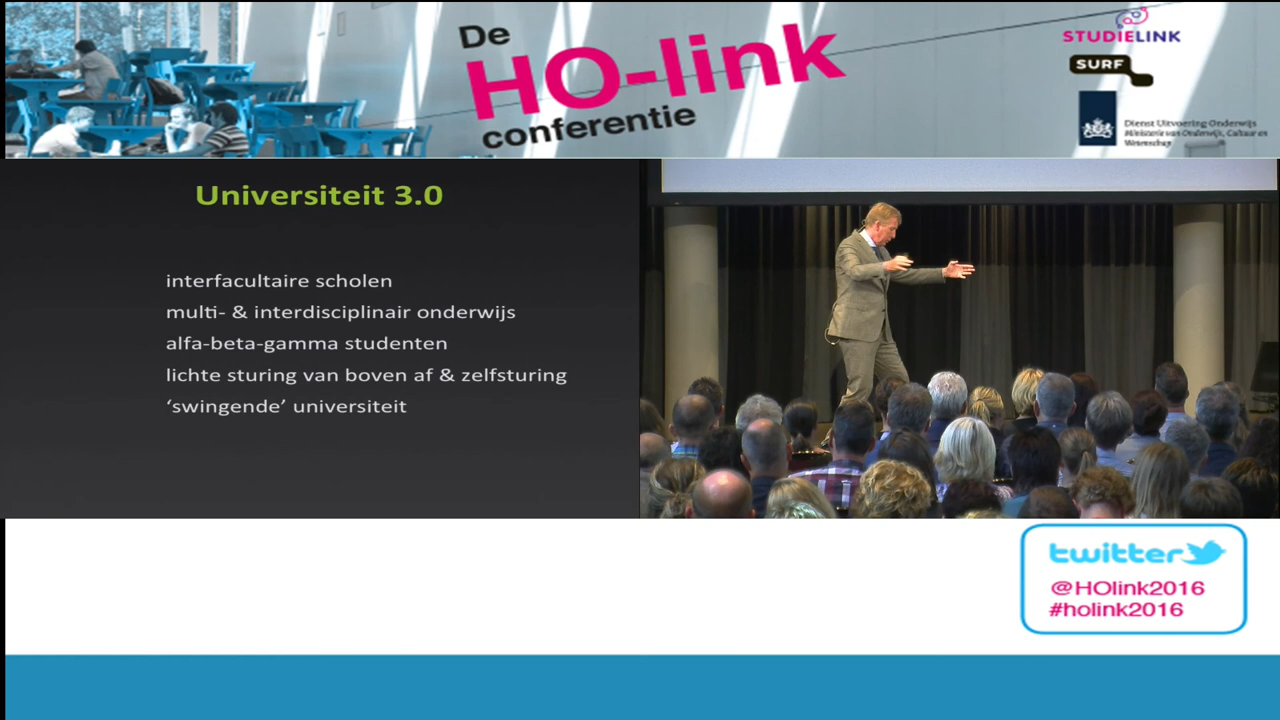 De
HO-link
conferentie
STUDIELINK
SURF
Dienst Uitvoering Onderwijs
Ministerie van Onderwijs, Cultuur en
Wetenschap
Universiteit 3.0
interfacultaire scholen
multi- & interdisciplinair onderwijs
alfa-beta-gamma studenten
lichte sturing van boven af & zelfsturing
‘swingende’ universiteit
twitter
@HOlink2016
#holink2016